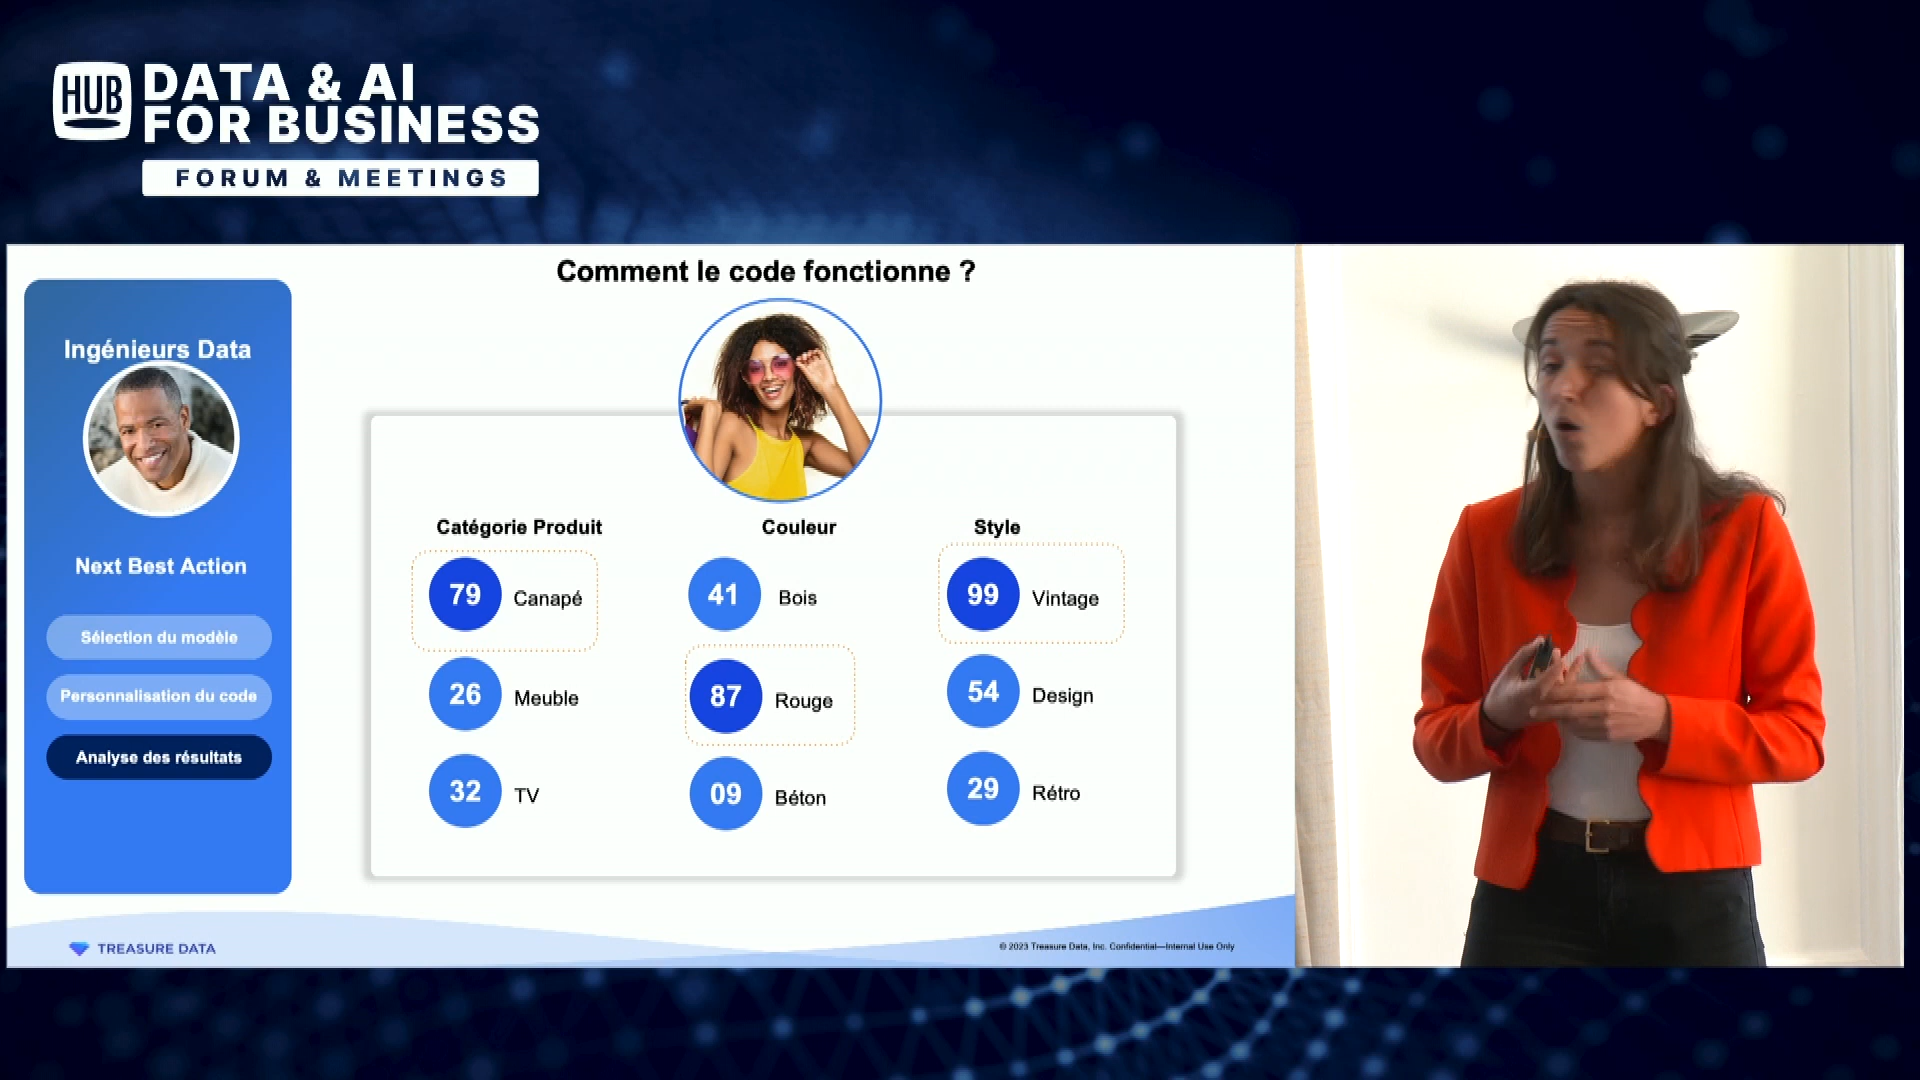 HUB
DATA & AI
FOR BUSINESS
FORUM & MEETINGS
Comment le code fonctionne ?
Ingénieurs Data
Next Best Action
Sélection du modèle
Personnalisation du code
Analyse des résultats
Catégorie Produit
79 Canapé
26 Meuble
32 TV
Couleur
41 Bois
87 Rouge
09 Béton
Style
99 Vintage
54 Design
29 Rétro
TREASURE DATA
© 2023 Treasure Data, Inc. Confidential—Internal Use Only